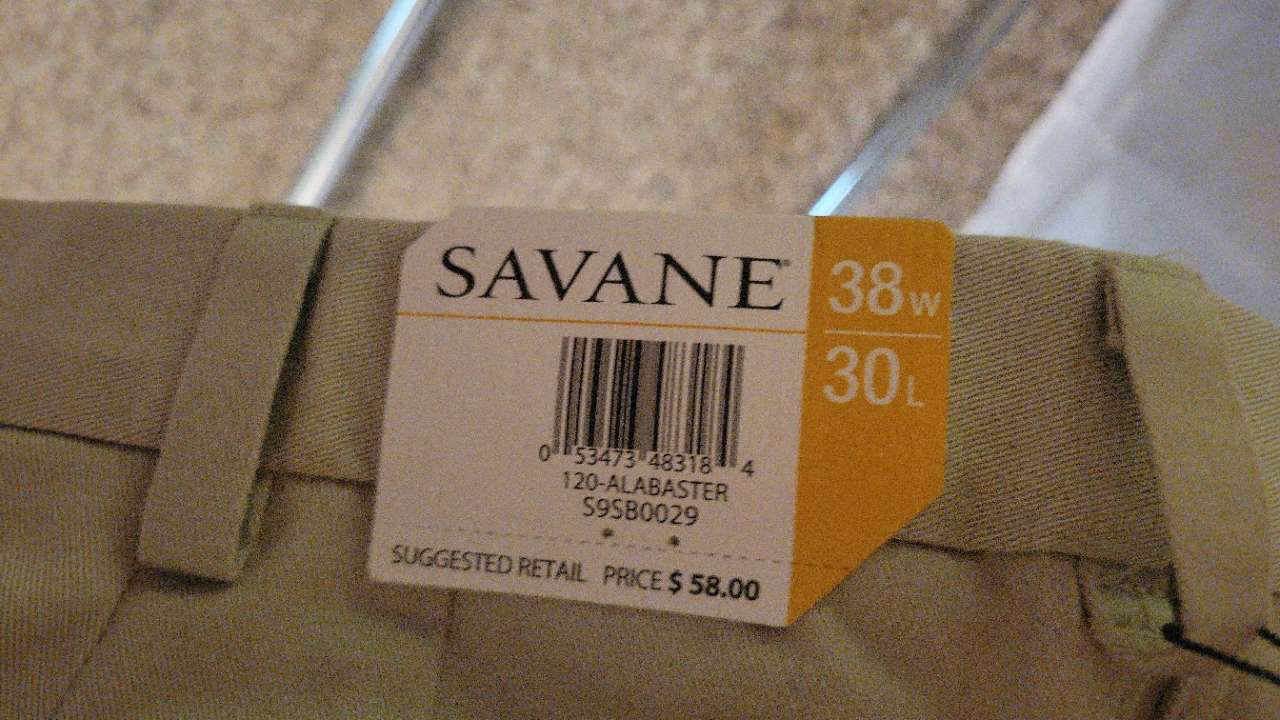 SAVANE®
38W
30L
0 53473 48318 4
120-ALABASTER
S9SB0029
SUGGESTED RETAIL PRICE $ 58.00